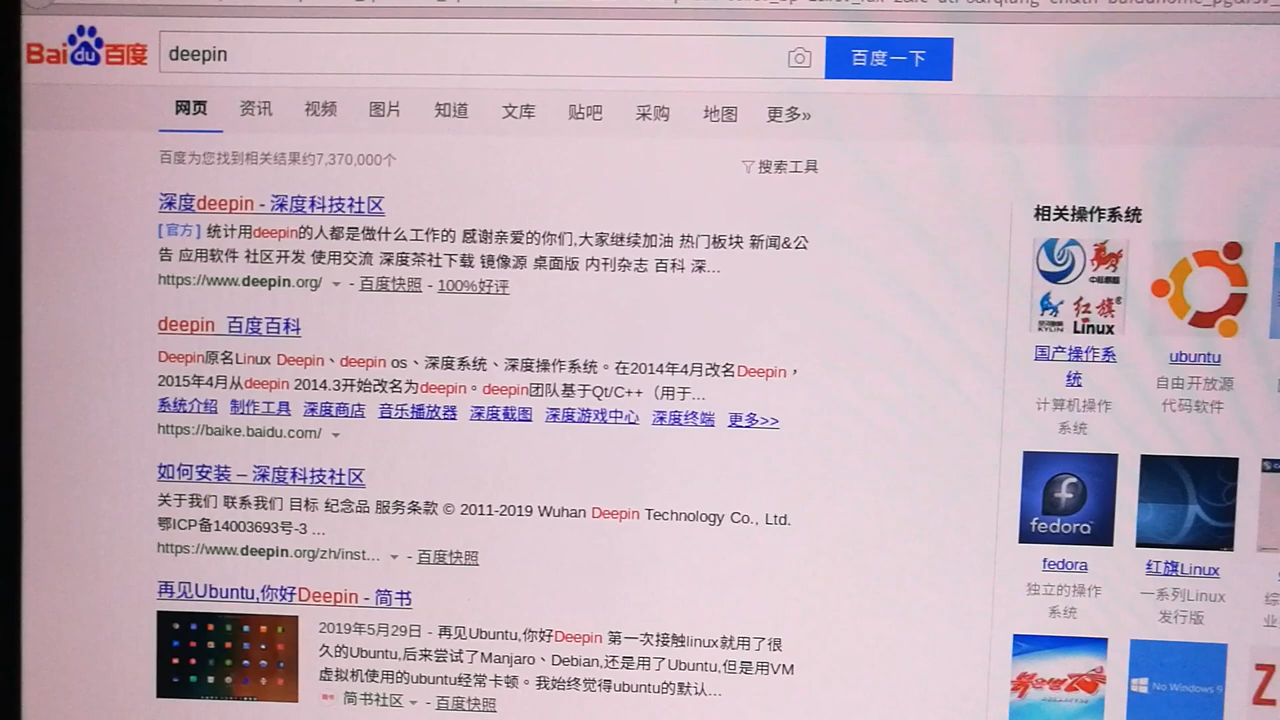 Bai du 百度
deepin
百度一下
网页 资讯 视频 图片 知道 文库 贴吧 采购 地图 更多»
百度为您找到相关结果约7,370,000个
搜索工具
深度deepin - 深度科技社区
[官方] 统计用deepin的人都是做什么工作的 感谢亲爱的你们,大家继续加油 热门板块 新闻&公
告 应用软件 社区开发 使用交流 深度茶社下载 镜像源 桌面版 内刊杂志 百科 深...
https://www.deepin.org/ - 百度快照 - 100%好评
deepin_百度百科
Deepin原名Linux Deepin、deepin os、深度系统、深度操作系统。在2014年4月改名Deepin，
2015年4月从deepin 2014.3开始改名为deepin。deepin团队基于Qt/C++（用于...
系统介绍 制作工具 深度商店 音乐播放器 深度截图 深度游戏中心 深度终端 更多>>
https://baike.baidu.com/
如何安装 – 深度科技社区
关于我们 联系我们 目标 纪念品 服务条款 © 2011-2019 Wuhan Deepin Technology Co., Ltd.
鄂ICP备14003693号-3 ...
https://www.deepin.org/zh/inst... - 百度快照
再见Ubuntu,你好Deepin - 简书
2019年5月29日 - 再见Ubuntu,你好Deepin 第一次接触linux就用了很
久的Ubuntu,后来尝试了Manjaro、Debian,还是用了Ubuntu,但是用VM
虚拟机使用的ubuntu经常卡顿。我始终觉得ubuntu的默认...
简书社区 - 百度快照
相关操作系统
中标麒麟
KYLIN
红旗®
Linux
国产操作系
统
计算机操作
系统
ubuntu
自由开放源
代码软件
fedora
fedora
独立的操作
系统
红旗Linux
一系列Linux
发行版
No Windows 9